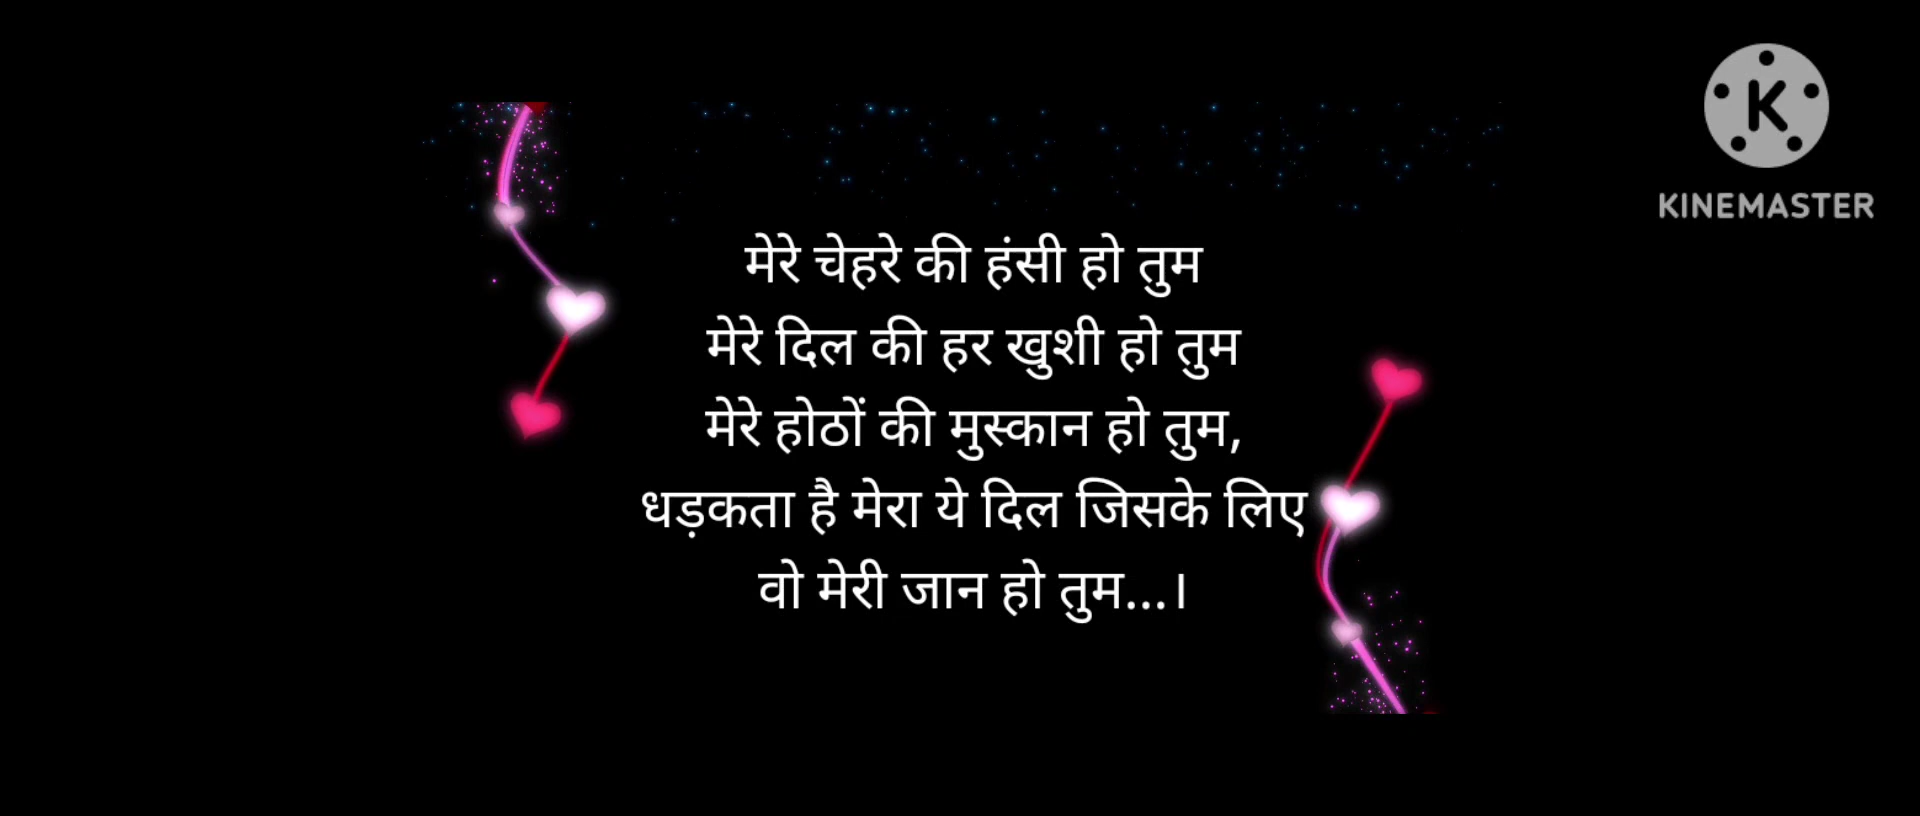 K
KINEMASTER
मेरे चेहरे की हंसी हो तुम
मेरे दिल की हर खुशी हो तुम
मेरे होठों की मुस्कान हो तुम,
धड़कता है मेरा ये दिल जिसके लिए
वो मेरी जान हो तुम...।